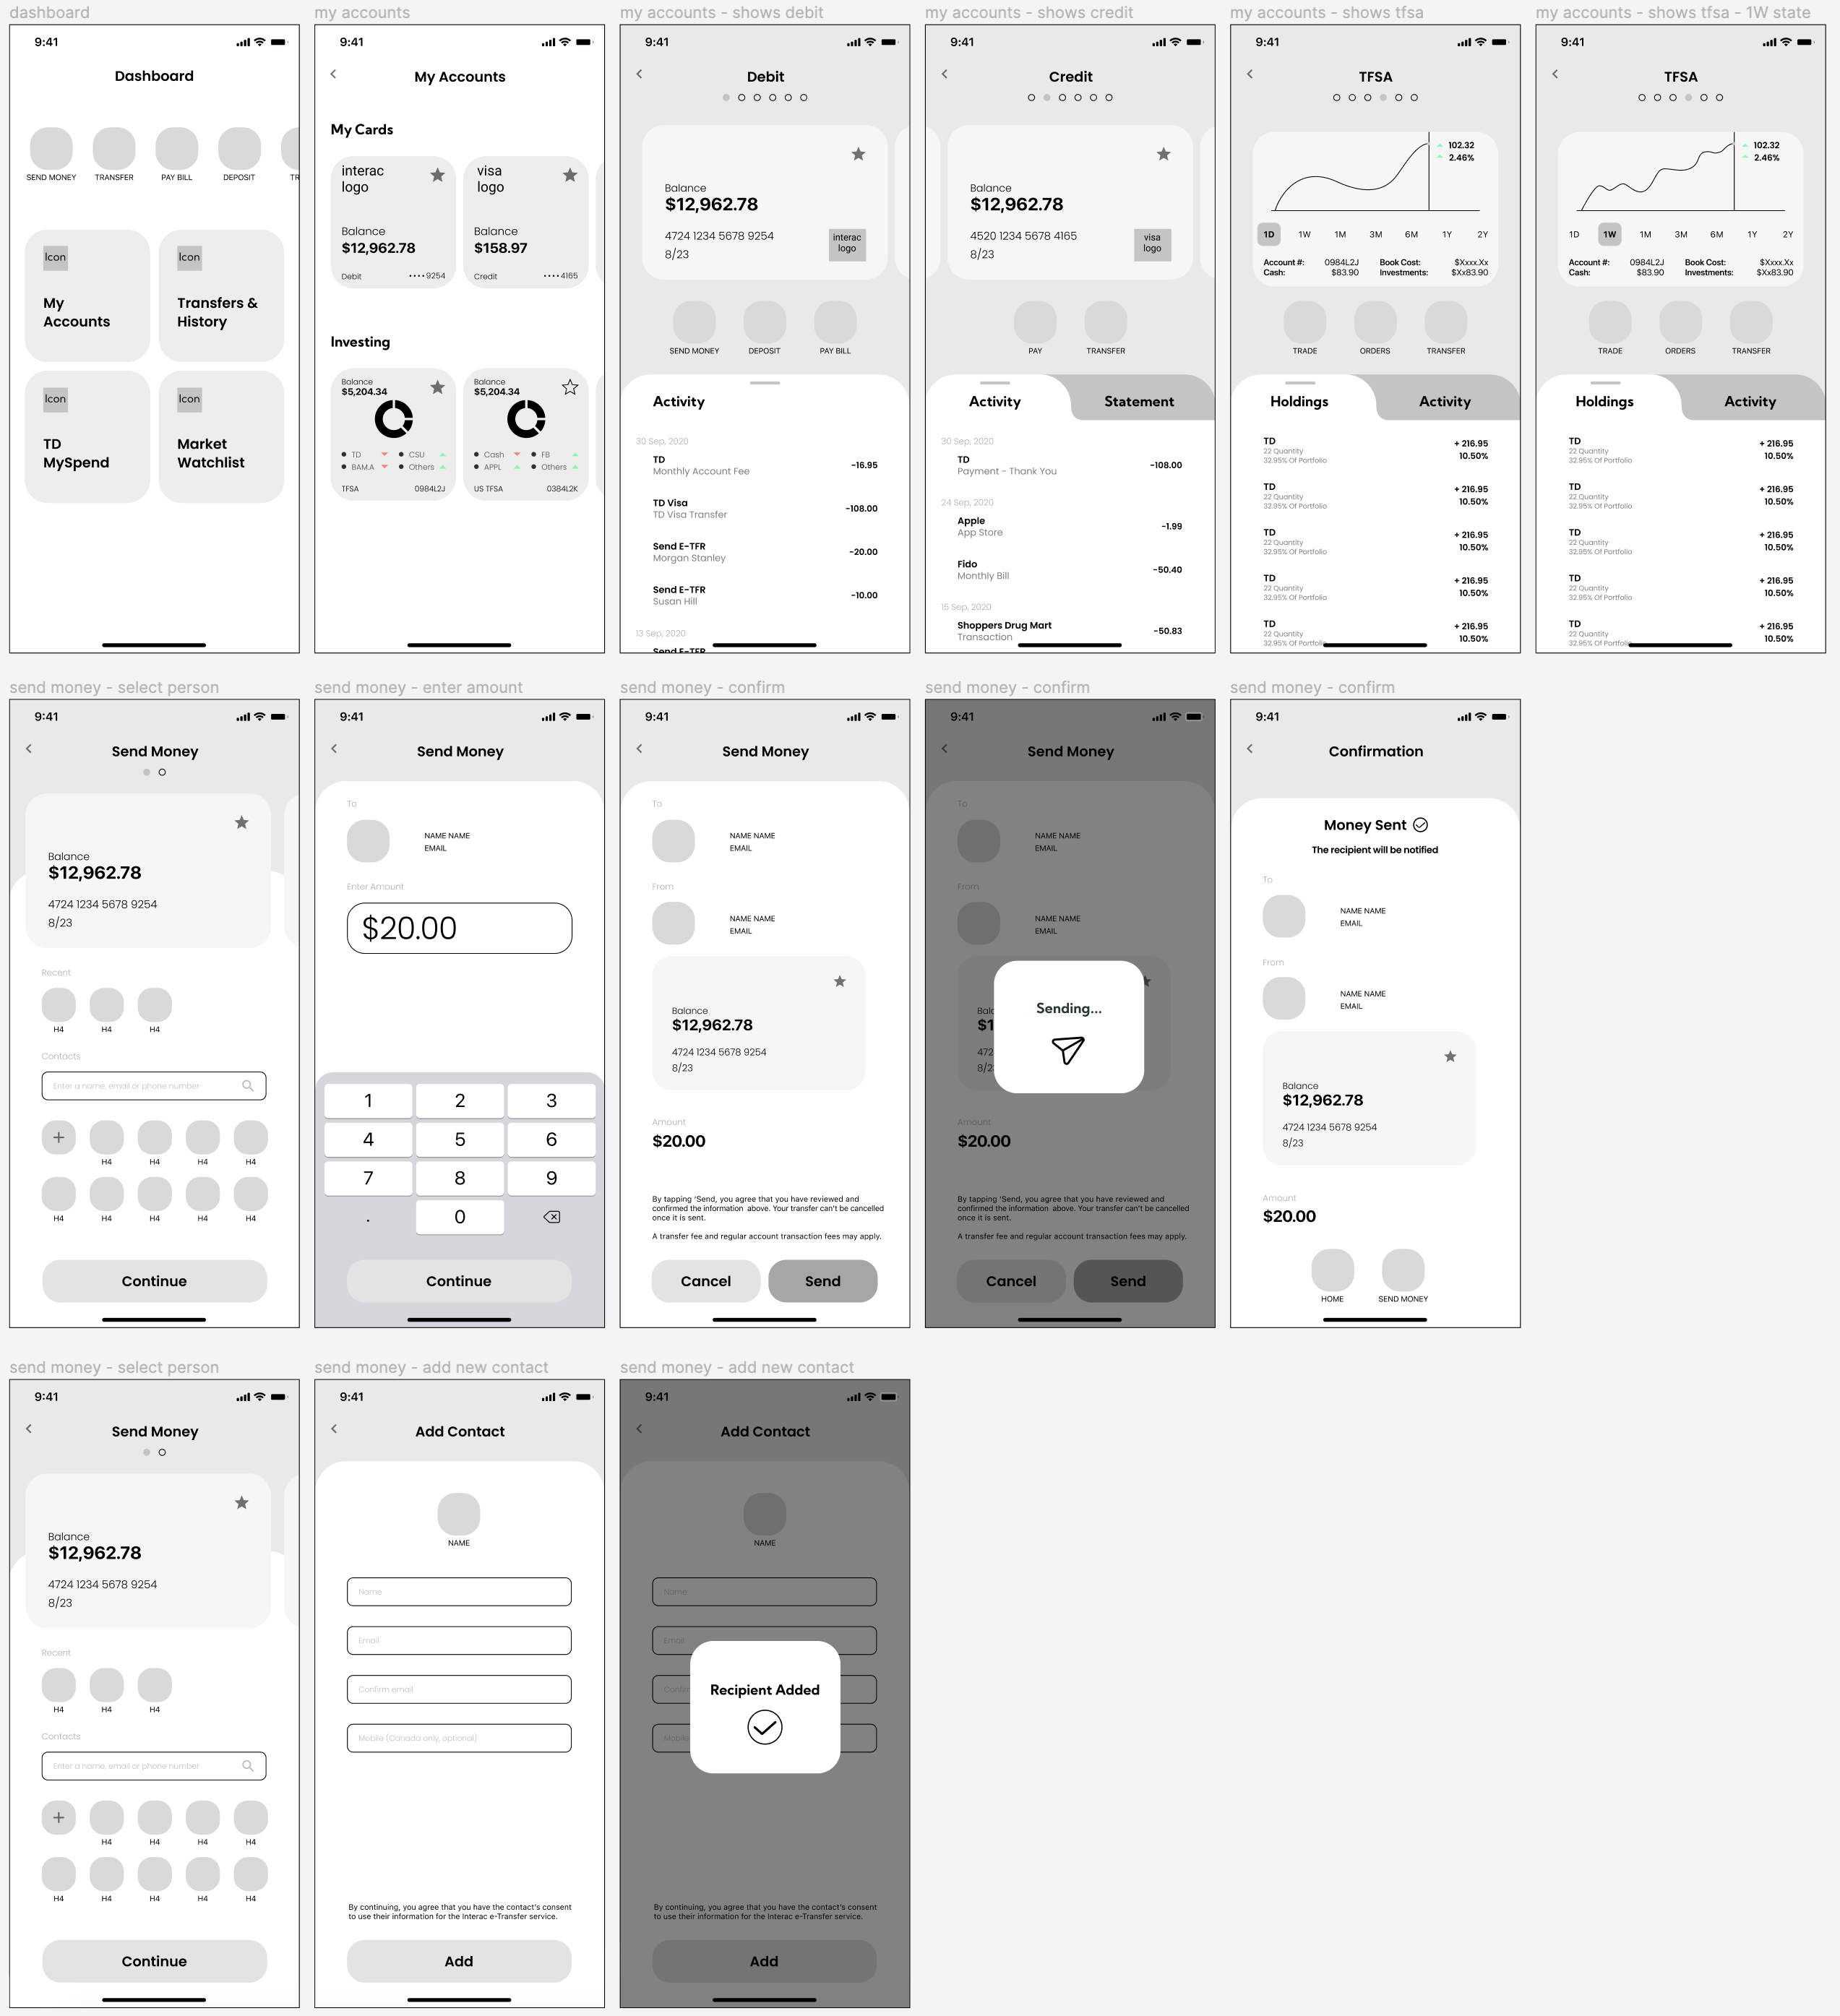 dashboard
9:41
Dashboard
SEND MONEY
TRANSFER
PAY BILL
DEPOSIT
TR
Icon
My
Accounts
Icon
Transfers &
History
Icon
TD
MySpend
Icon
Market
Watchlist
my accounts
9:41
My Accounts
My Cards
interac
logo
Balance
$12,962.78
Debit ••••9254
visa
logo
Balance
$158.97
Credit ••••4165
Investing
Balance
$5,204.34
TD CSU
BAM.A Others
TFSA 0984L2J
Balance
$5,204.34
Cash FB
APPL Others
US TFSA 0384L2K
my accounts - shows debit
9:41
Debit
Balance
$12,962.78
4724 1234 5678 9254
8/23
interac
logo
SEND MONEY
DEPOSIT
PAY BILL
Activity
30 Sep, 2020
TD
Monthly Account Fee
-16.95
TD Visa
TD Visa Transfer
-108.00
Send E-TFR
Morgan Stanley
-20.00
Send E-TFR
Susan Hill
-10.00
13 Sep, 2020
Send E-TFR
my accounts - shows credit
9:41
Credit
Balance
$12,962.78
4520 1234 5678 4165
8/23
visa
logo
PAY
TRANSFER
Activity
Statement
30 Sep, 2020
TD
Payment - Thank You
-108.00
24 Sep, 2020
Apple
App Store
-1.99
Fido
Monthly Bill
-50.40
15 Sep, 2020
Shoppers Drug Mart
Transaction
-50.83
my accounts - shows tfsa
9:41
TFSA
102.32
2.46%
1D 1W 1M 3M 6M 1Y 2Y
Account #: 0984L2J Book Cost: $Xxxx.Xx
Cash: $83.90 Investments: $Xx83.90
TRADE
ORDERS
TRANSFER
Holdings
Activity
TD
22 Quantity
32.95% Of Portfolio
+ 216.95
10.50%
TD
22 Quantity
32.95% Of Portfolio
+ 216.95
10.50%
TD
22 Quantity
32.95% Of Portfolio
+ 216.95
10.50%
TD
22 Quantity
32.95% Of Portfolio
+ 216.95
10.50%
TD
22 Quantity
32.95% Of Portfolio
+ 216.95
10.50%
my accounts - shows tfsa - 1W state
9:41
TFSA
102.32
2.46%
1D 1W 1M 3M 6M 1Y 2Y
Account #: 0984L2J Book Cost: $Xxxx.Xx
Cash: $83.90 Investments: $Xx83.90
TRADE
ORDERS
TRANSFER
Holdings
Activity
TD
22 Quantity
32.95% Of Portfolio
+ 216.95
10.50%
TD
22 Quantity
32.95% Of Portfolio
+ 216.95
10.50%
TD
22 Quantity
32.95% Of Portfolio
+ 216.95
10.50%
TD
22 Quantity
32.95% Of Portfolio
+ 216.95
10.50%
TD
22 Quantity
32.95% Of Portfolio
+ 216.95
10.50%
send money - select person
9:41
Send Money
Balance
$12,962.78
4724 1234 5678 9254
8/23
Recent
H4 H4 H4
Contacts
Enter a name, email or phone number
+
H4 H4 H4 H4
H4 H4 H4 H4 H4
Continue
send money - enter amount
9:41
Send Money
To
NAME NAME
EMAIL
Enter Amount
$20.00
1 2 3
4 5 6
7 8 9
. 0
Continue
send money - confirm
9:41
Send Money
To
NAME NAME
EMAIL
From
NAME NAME
EMAIL
Balance
$12,962.78
4724 1234 5678 9254
8/23
Amount
$20.00
By tapping 'Send, you agree that you have reviewed and
confirmed the information above. Your transfer can't be cancelled
once it is sent.
A transfer fee and regular account transaction fees may apply.
Cancel
Send
send money - confirm
9:41
Send Money
To
NAME NAME
EMAIL
From
NAME NAME
EMAIL
Bal
$1
472
8/2
Sending...
Amount
$20.00
By tapping 'Send, you agree that you have reviewed and
confirmed the information above. Your transfer can't be cancelled
once it is sent.
A transfer fee and regular account transaction fees may apply.
Cancel
Send
send money - confirm
9:41
Confirmation
Money Sent
The recipient will be notified
To
NAME NAME
EMAIL
From
NAME NAME
EMAIL
Balance
$12,962.78
4724 1234 5678 9254
8/23
Amount
$20.00
HOME
SEND MONEY
send money - select person
9:41
Send Money
Balance
$12,962.78
4724 1234 5678 9254
8/23
Recent
H4 H4 H4
Contacts
Enter a name, email or phone number
+
H4 H4 H4 H4
H4 H4 H4 H4 H4
Continue
send money - add new contact
9:41
Add Contact
NAME
Name
Email
Confirm email
Mobile (Canada only, optional)
By continuing, you agree that you have the contact's consent
to use their information for the Interac e-Transfer service.
Add
send money - add new contact
9:41
Add Contact
NAME
Name
Email
Confi
Mobile
Recipient Added
By continuing, you agree that you have the contact's consent
to use their information for the Interac e-Transfer service.
Add